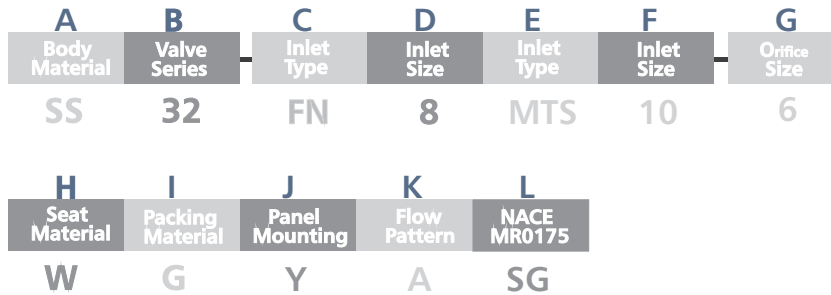 A B C D E F G
Body Material Valve Series Inlet Type Inlet Size Inlet Type Inlet Size Orifice Size
SS 32 - FN 8 MTS 10 - 6
H I J K L
Seat Material Packing Material Panel Mounting Flow Pattern NACE MR0175
W G Y A SG